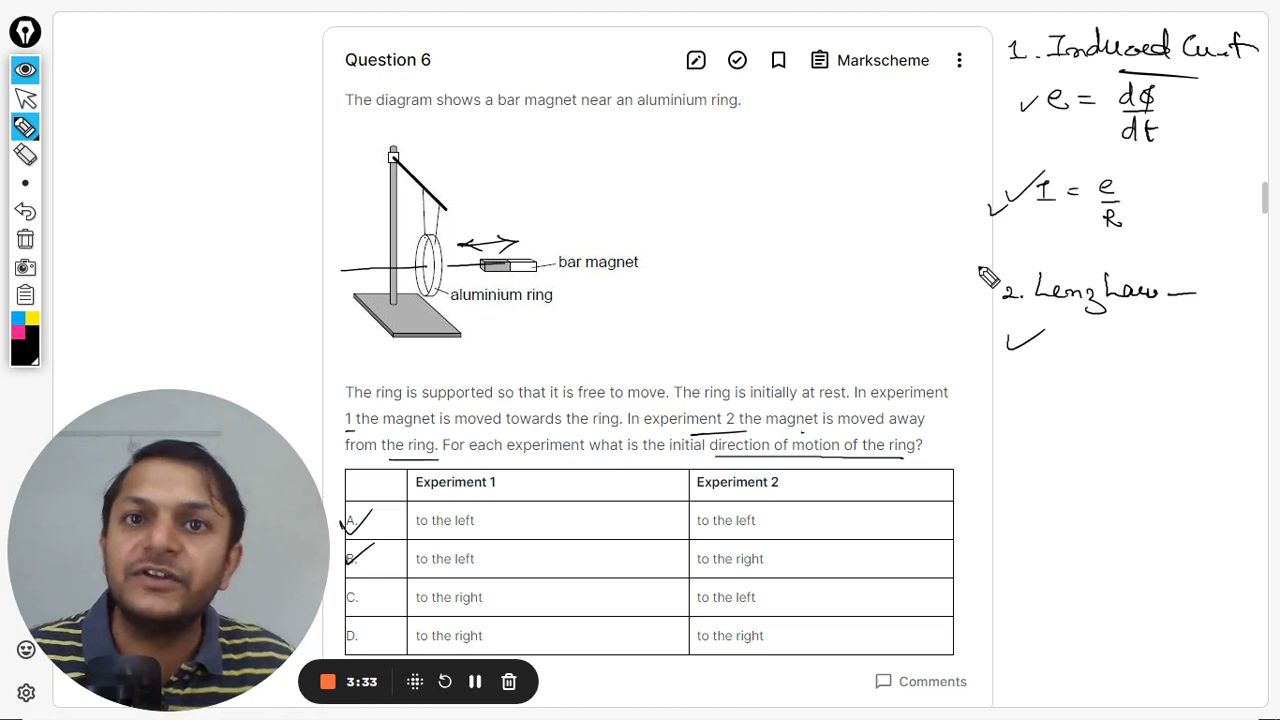 Question 6
Markscheme
The diagram shows a bar magnet near an aluminium ring.
bar magnet
aluminium ring
The ring is supported so that it is free to move. The ring is initially at rest. In experiment
1 the magnet is moved towards the ring. In experiment 2 the magnet is moved away
from the ring. For each experiment what is the initial direction of motion of the ring?
Experiment 1 Experiment 2
A. to the left to the left
B. to the left to the right
C. to the right to the left
D. to the right to the right
Comments
3:33
1. Induced
e = dφ/dt
I = e/R
2. Lenz Law —